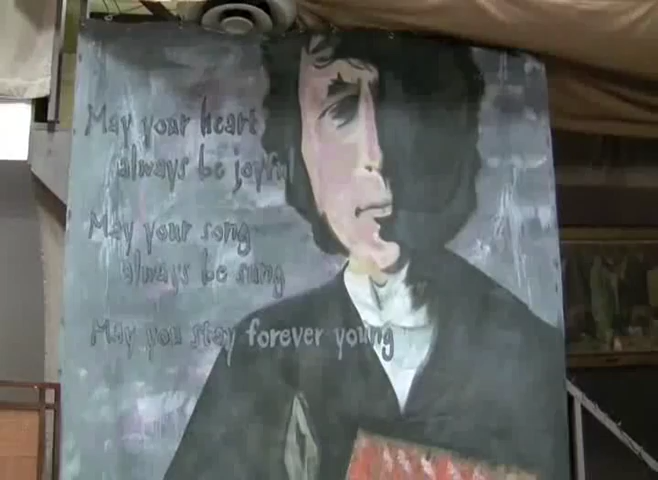 May your heart
always be joyful
May your song
always be sung
May you stay forever young